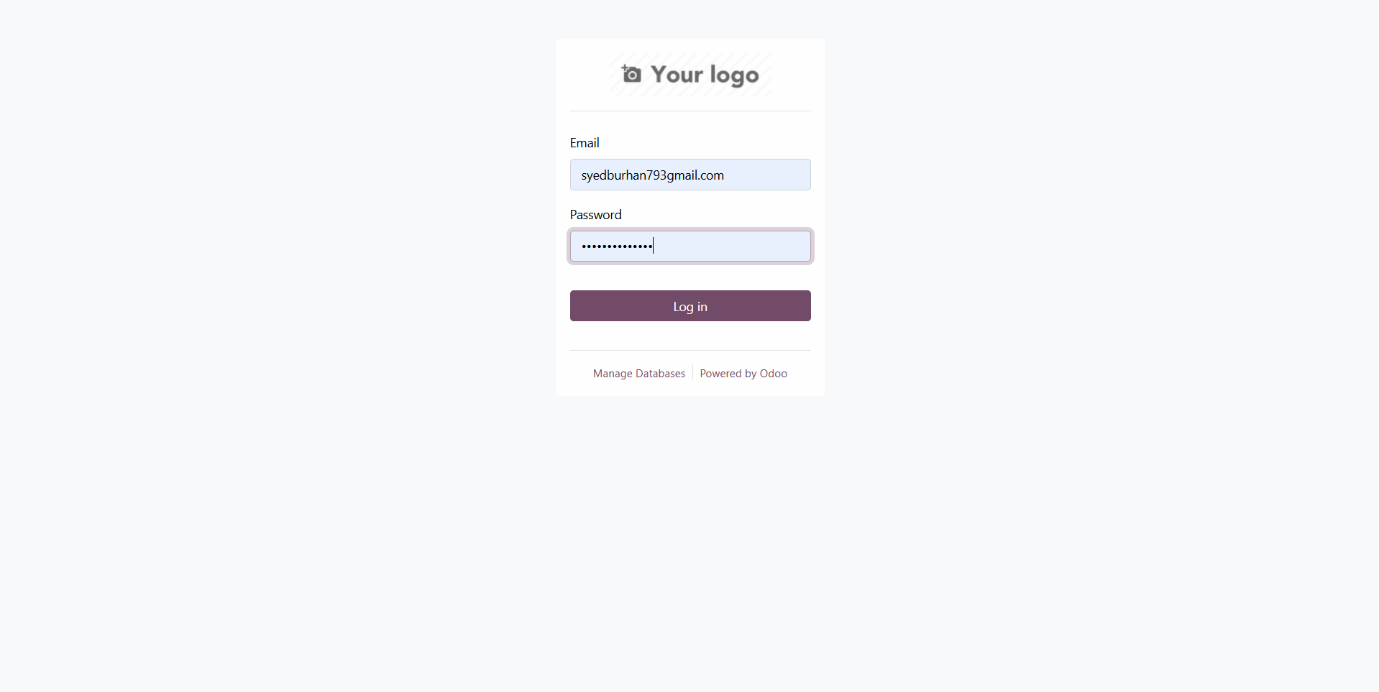 Your logo
Email
syedburhan793gmail.com
Password
••••••••••••••
Log in
Manage Databases Powered by Odoo